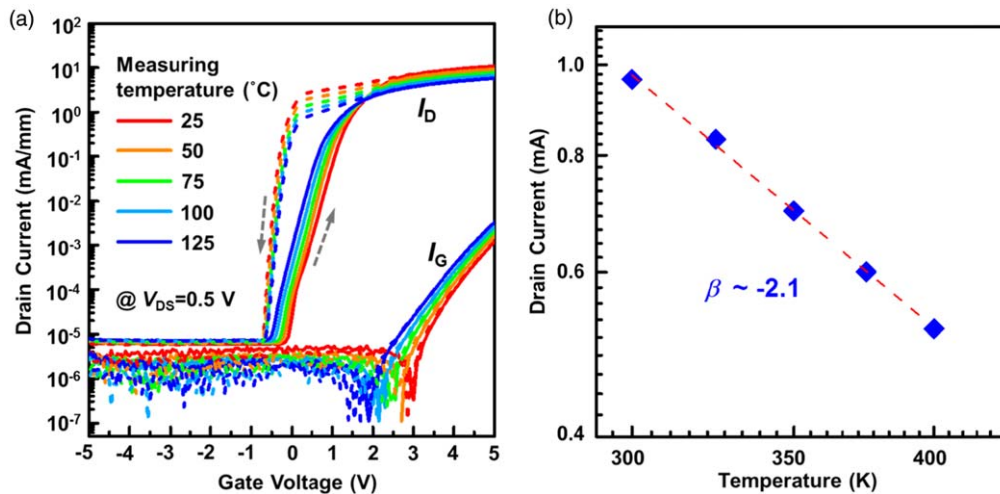 (a)
Drain Current (mA/mm)
10²
10¹
10⁰
10⁻¹
10⁻²
10⁻³
10⁻⁴
10⁻⁵
10⁻⁶
10⁻⁷
Measuring
temperature (˚C)
25
50
75
100
125
@ V_DS=0.5 V
I_D
I_G
-5 -4 -3 -2 -1 0 1 2 3 4 5
Gate Voltage (V)
(b)
Drain Current (mA)
1.0
0.8
0.6
0.4
β ~ -2.1
300 350 400
Temperature (K)